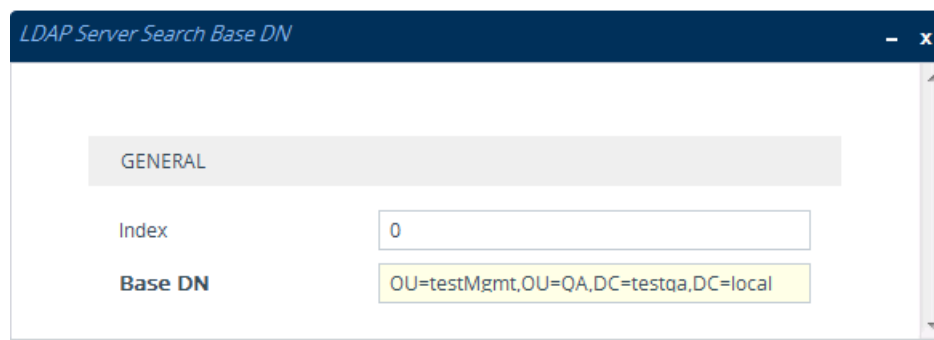 LDAP Server Search Base DN
– x
GENERAL
Index 0
Base DN OU=testMgmt,OU=QA,DC=testqa,DC=local